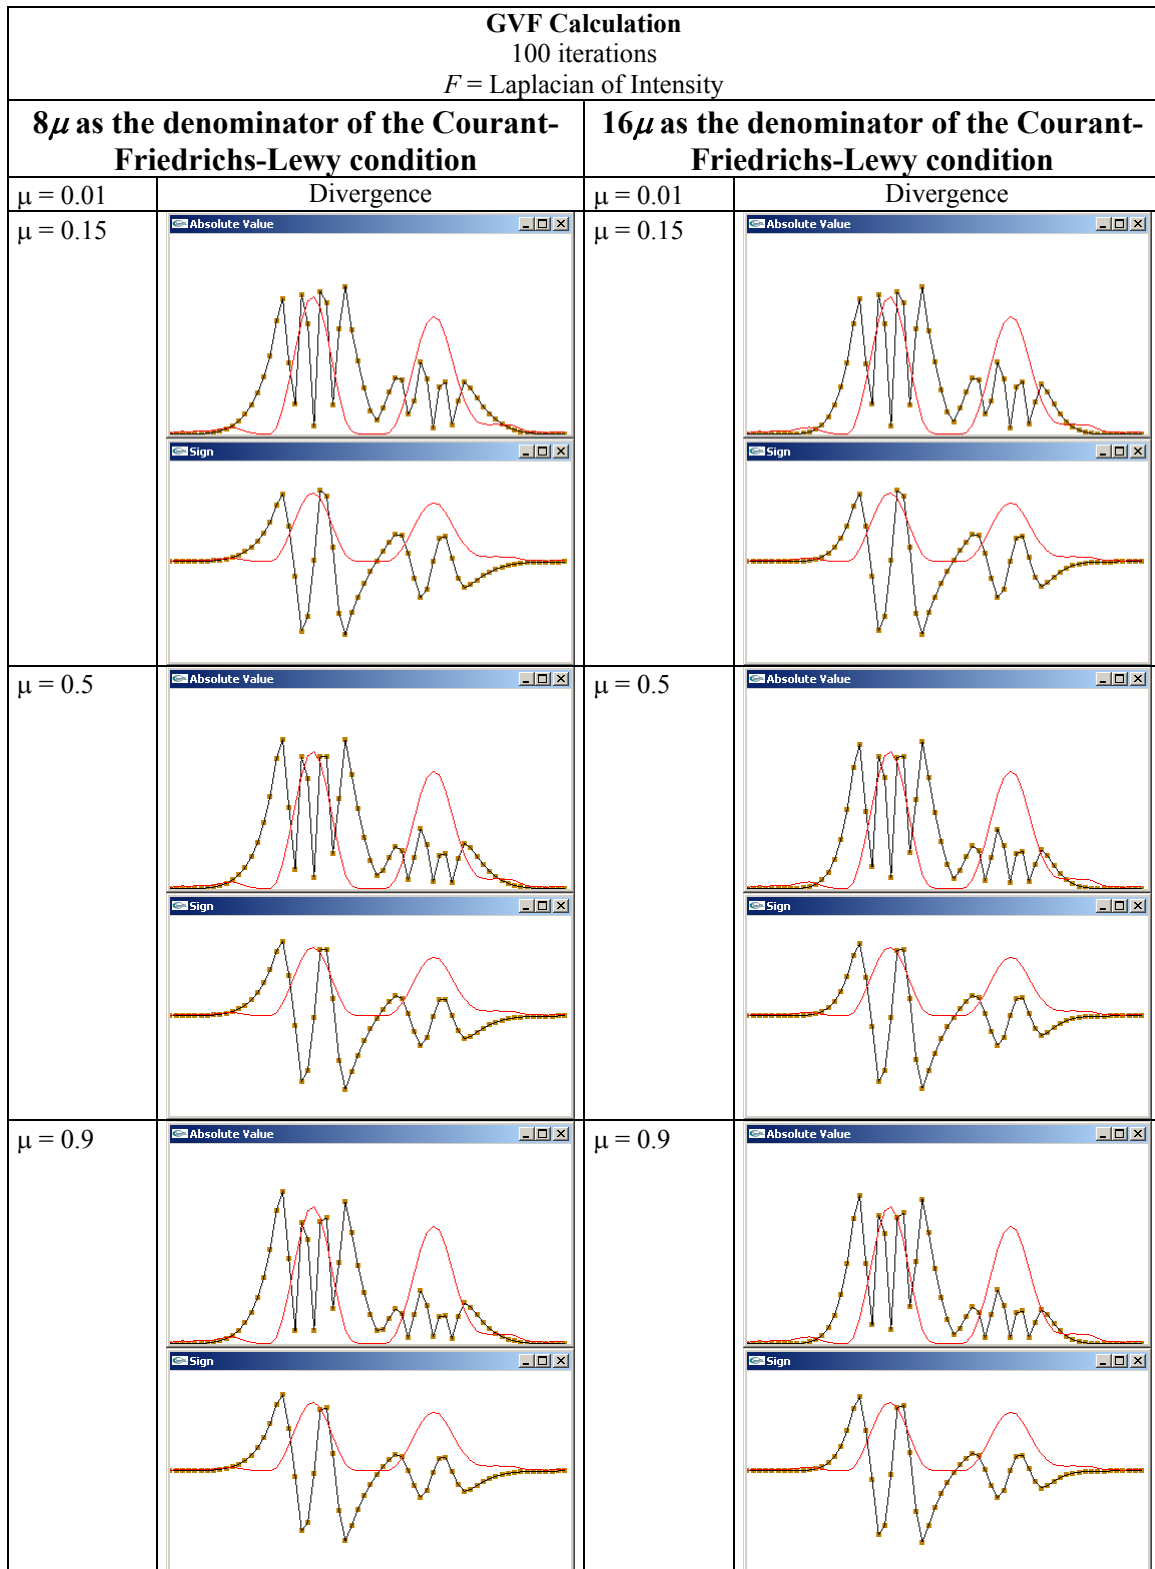 GVF Calculation
100 iterations
F = Laplacian of Intensity
8μ as the denominator of the Courant-
Friedrichs-Lewy condition
16μ as the denominator of the Courant-
Friedrichs-Lewy condition
μ = 0.01
Divergence
μ = 0.01
Divergence
μ = 0.15
Absolute Value
Sign
μ = 0.15
Absolute Value
Sign
μ = 0.5
Absolute Value
Sign
μ = 0.5
Absolute Value
Sign
μ = 0.9
Absolute Value
Sign
μ = 0.9
Absolute Value
Sign